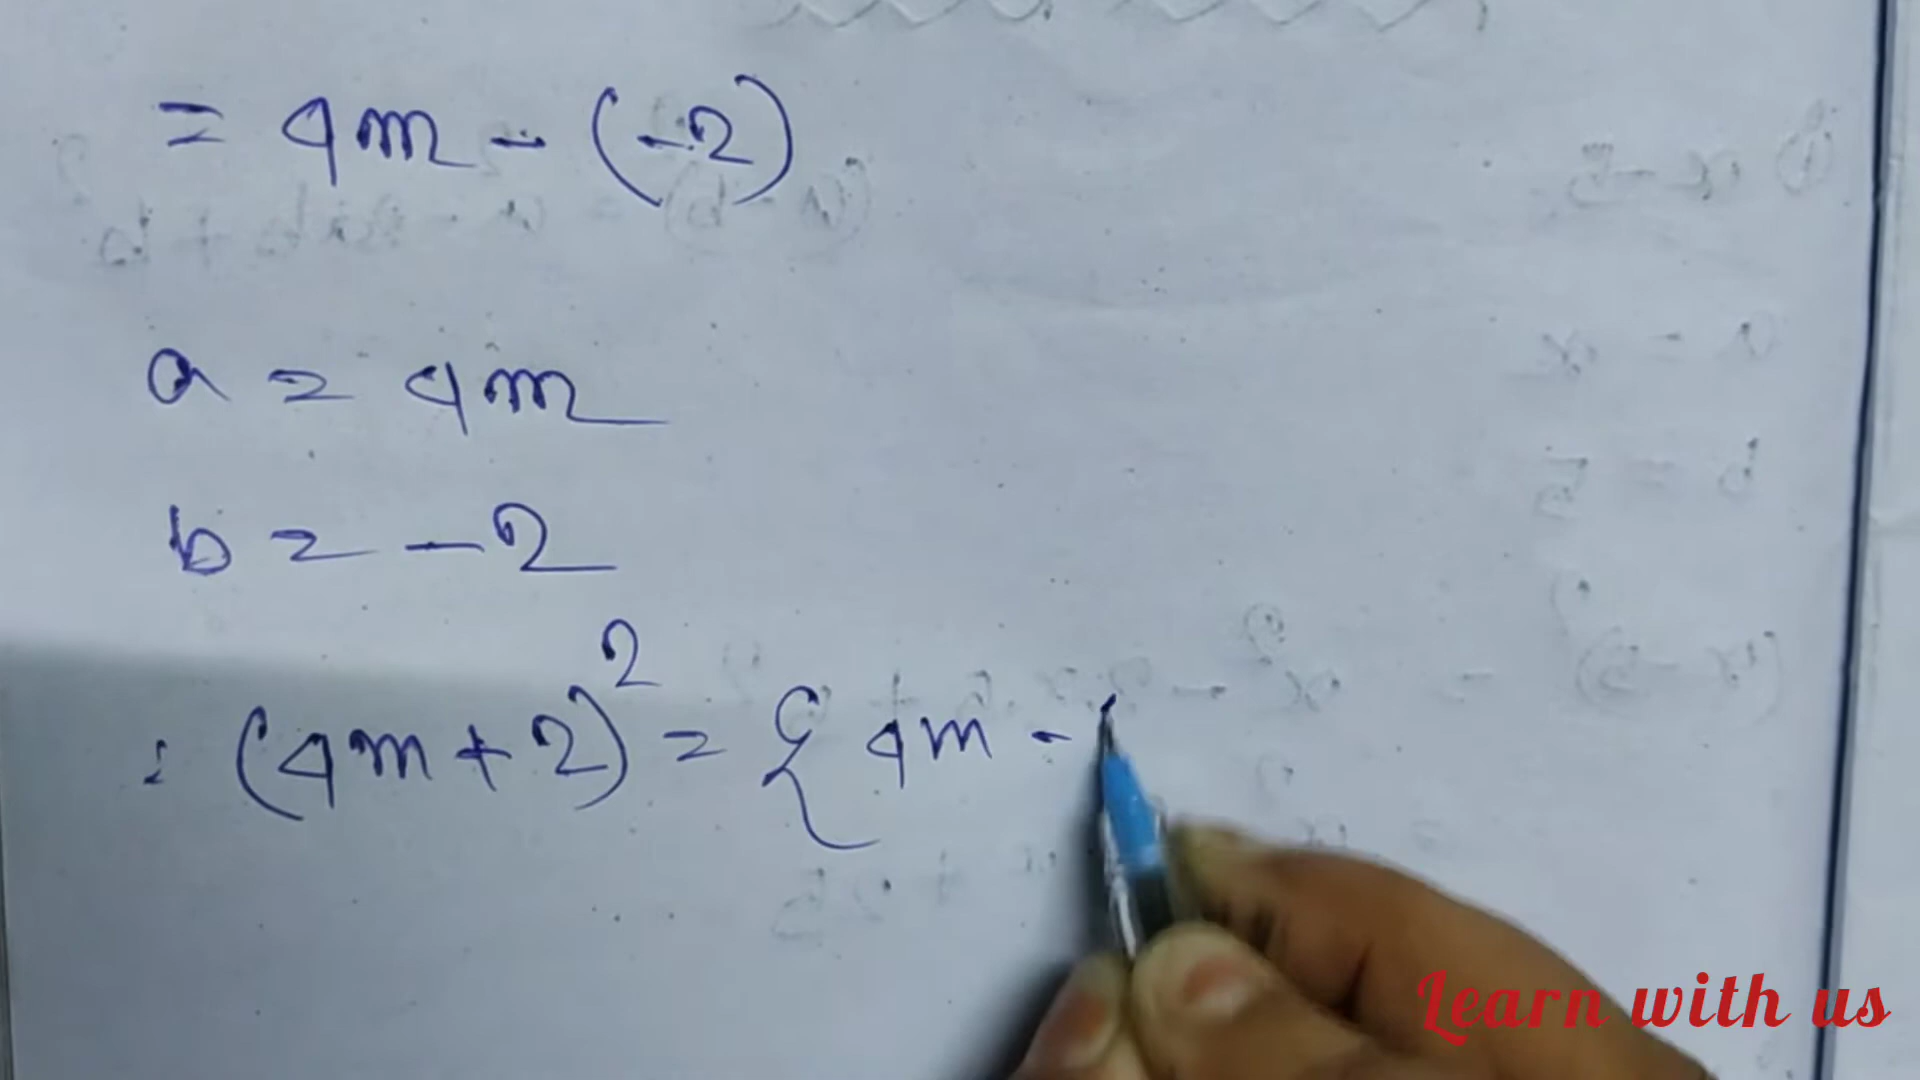 = 4m - (-2)
a = 4m
b = -2
∴ (4m + 2)² = { 4m -
Learn with us